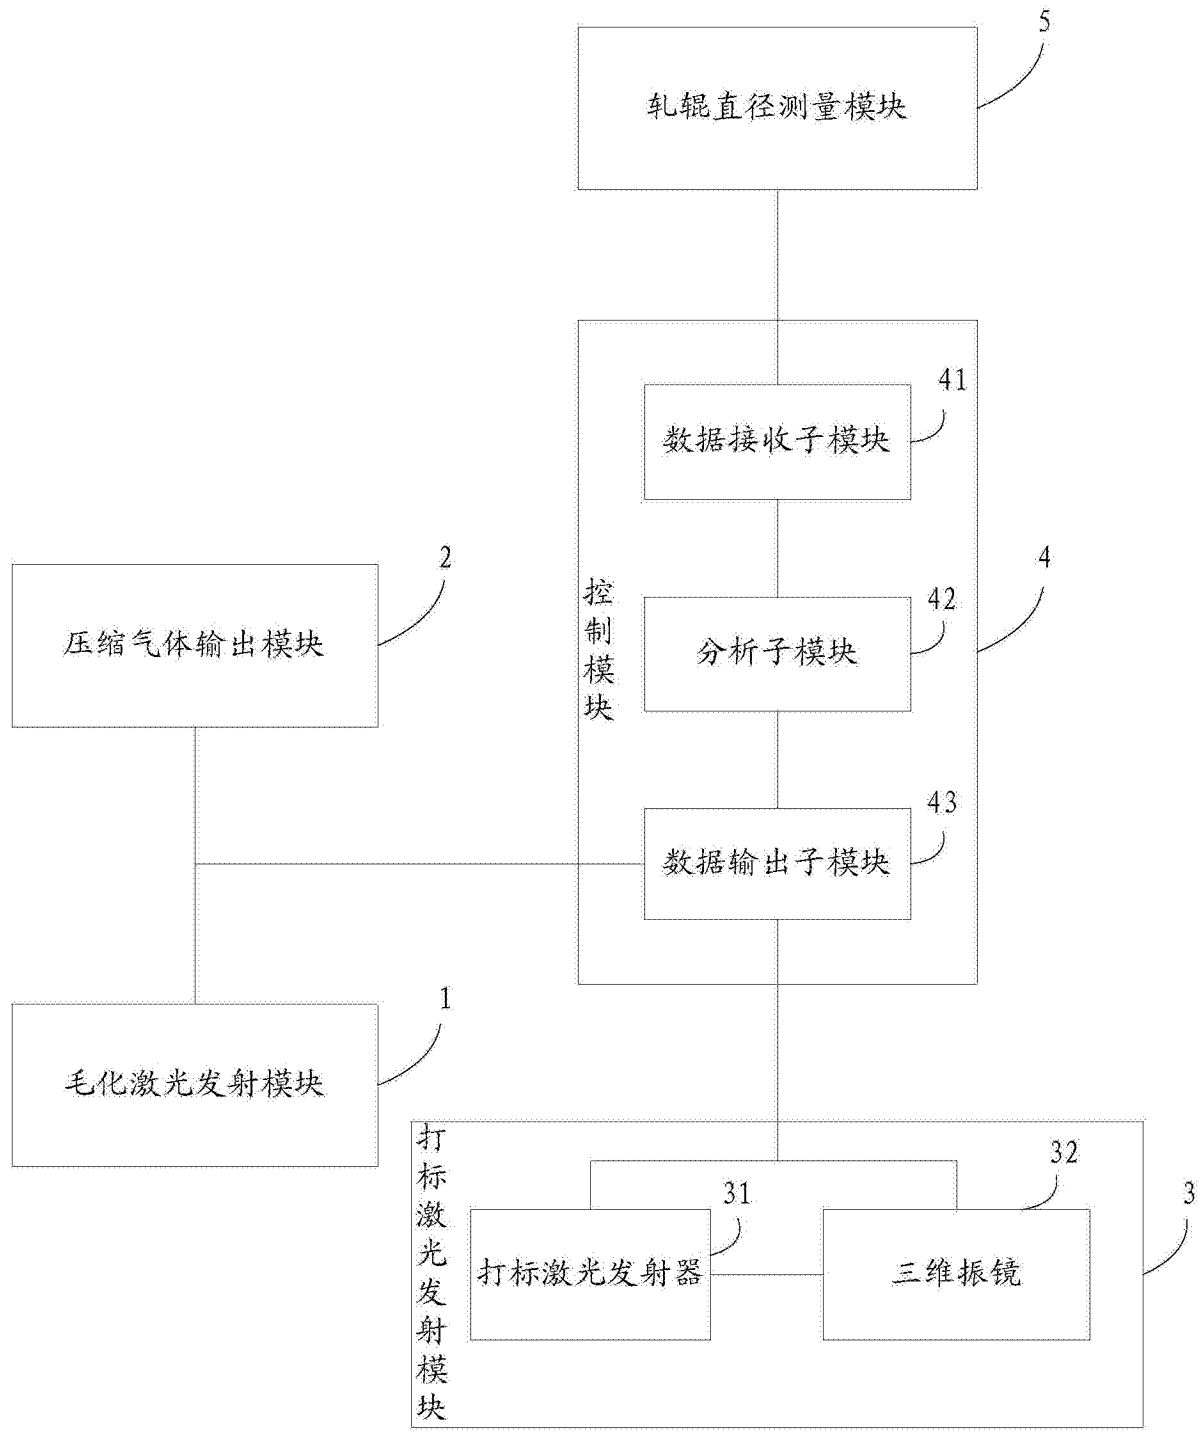 5
轧辊直径测量模块
41
数据接收子模块
2
压缩气体输出模块
控制模块
42
分析子模块
4
43
数据输出子模块
1
毛化激光发射模块
打标激光发射模块
31
打标激光发射器
32
三维振镜
3